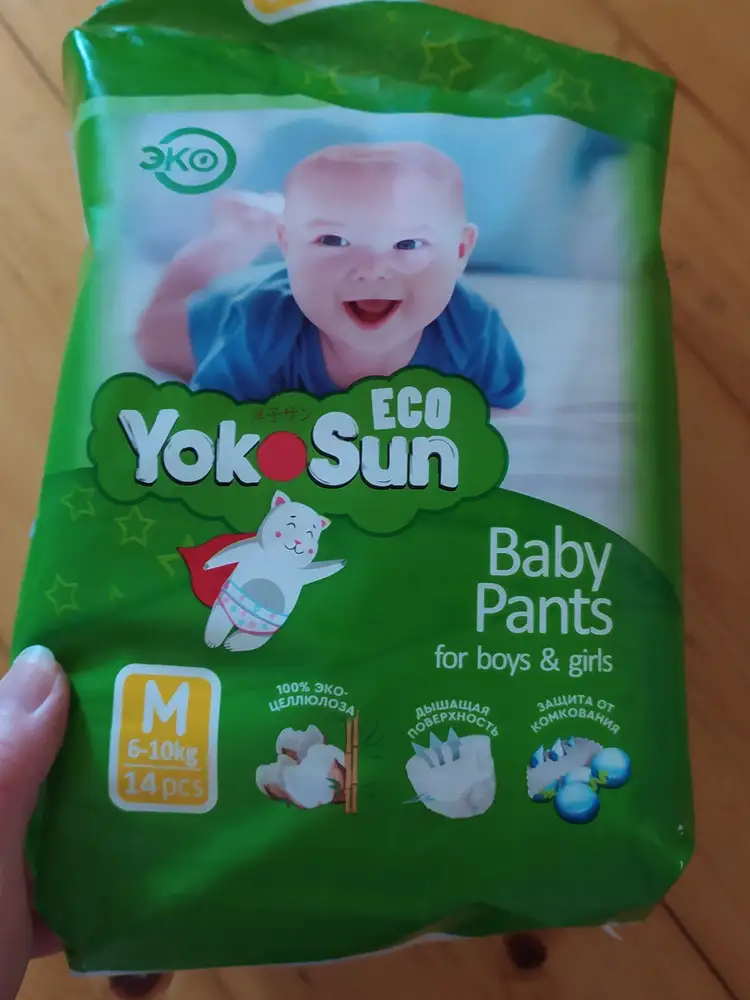 ЭКО
ECO
YokoSun
Baby
Pants
for boys & girls
M
6-10kg
14 pcs
100% ЭКО-
ЦЕЛЛЮЛОЗА
ДЫШАЩАЯ
ПОВЕРХНОСТЬ
ЗАЩИТА ОТ
КОМКОВАНИЯ